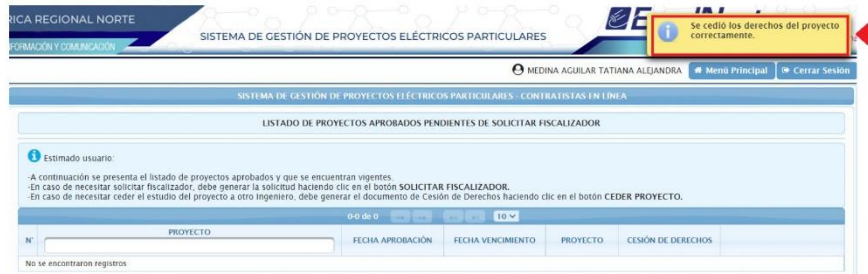 RICA REGIONAL NORTE
FORMACIÓN Y COMUNICACIÓN
SISTEMA DE GESTIÓN DE PROYECTOS ELÉCTRICOS PARTICULARES
Se cedió los derechos del proyecto
correctamente.
MEDINA AGUILAR TATIANA ALEJANDRA Menú Principal Cerrar Sesión
SISTEMA DE GESTIÓN DE PROYECTOS ELÉCTRICOS PARTICULARES - CONTRATISTAS EN LÍNEA
LISTADO DE PROYECTOS APROBADOS PENDIENTES DE SOLICITAR FISCALIZADOR
Estimado usuario:
-A continuación se presenta el listado de proyectos aprobados y que se encuentran vigentes.
-En caso de necesitar solicitar fiscalizador, debe generar la solicitud haciendo clic en el botón SOLICITAR FISCALIZADOR.
-En caso de necesitar ceder el estudio del proyecto a otro Ingeniero, debe generar el documento de Cesión de Derechos haciendo clic en el botón CEDER PROYECTO.
0-0 de 0 10
N° PROYECTO FECHA APROBACIÓN FECHA VENCIMIENTO PROYECTO CESIÓN DE DERECHOS
No se encontraron registros